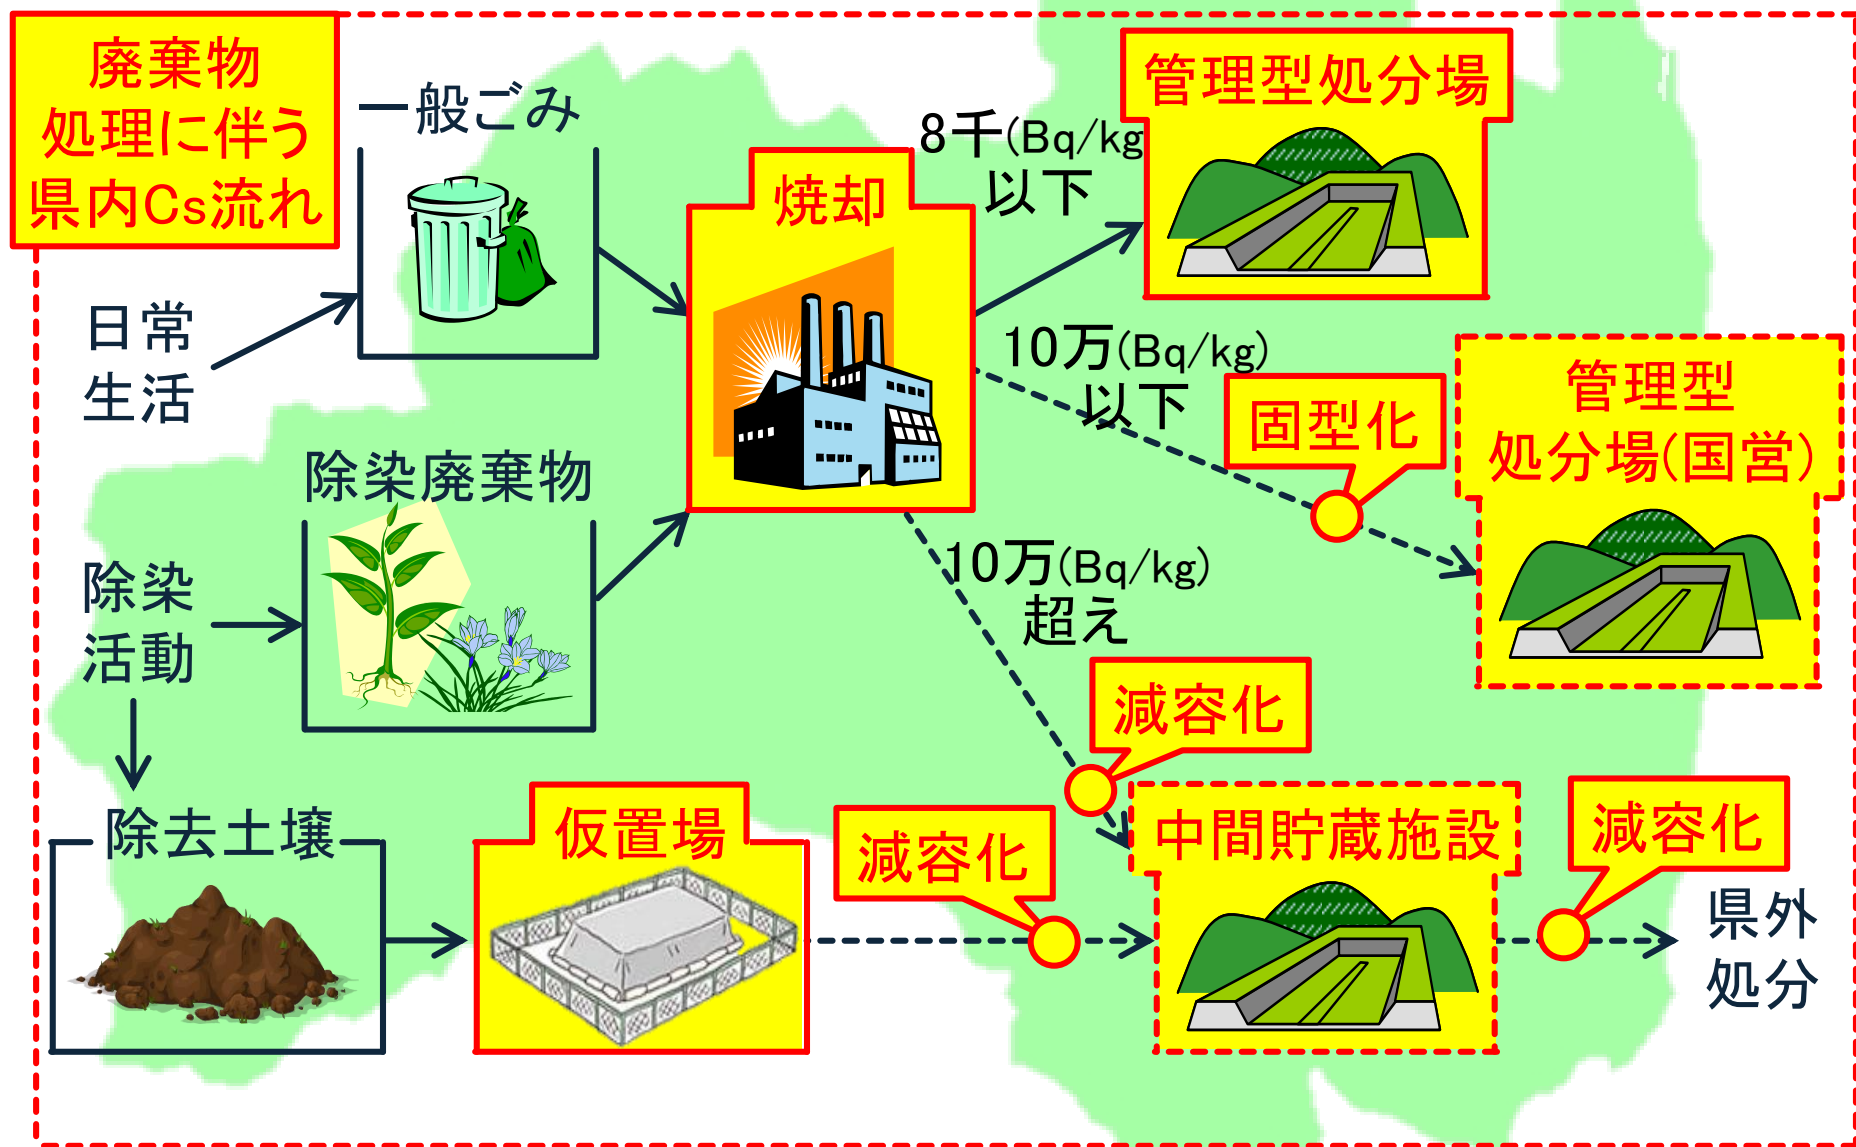 廃棄物
処理に伴う
県内Cs流れ
一般ごみ
日常
生活
除染廃棄物
除染
活動
除去土壌
焼却
8千(Bq/kg
以下
管理型処分場
10万(Bq/kg)
以下
固型化
管理型
処分場(国営)
10万(Bq/kg)
超え
減容化
仮置場
減容化
中間貯蔵施設
減容化
県外
処分